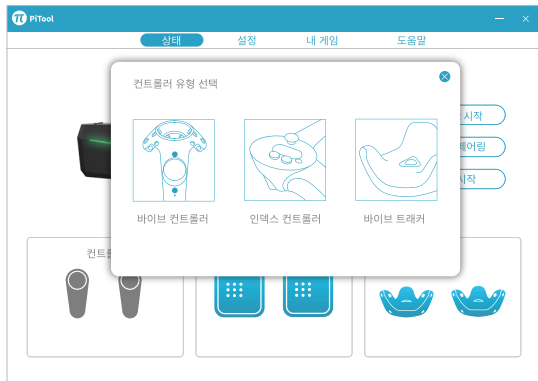 PiTool
상태 설정 내 게임 도움말
컨트롤러 유형 선택
시작
페어링
시작
바이브 컨트롤러 인덱스 컨트롤러 바이브 트래커